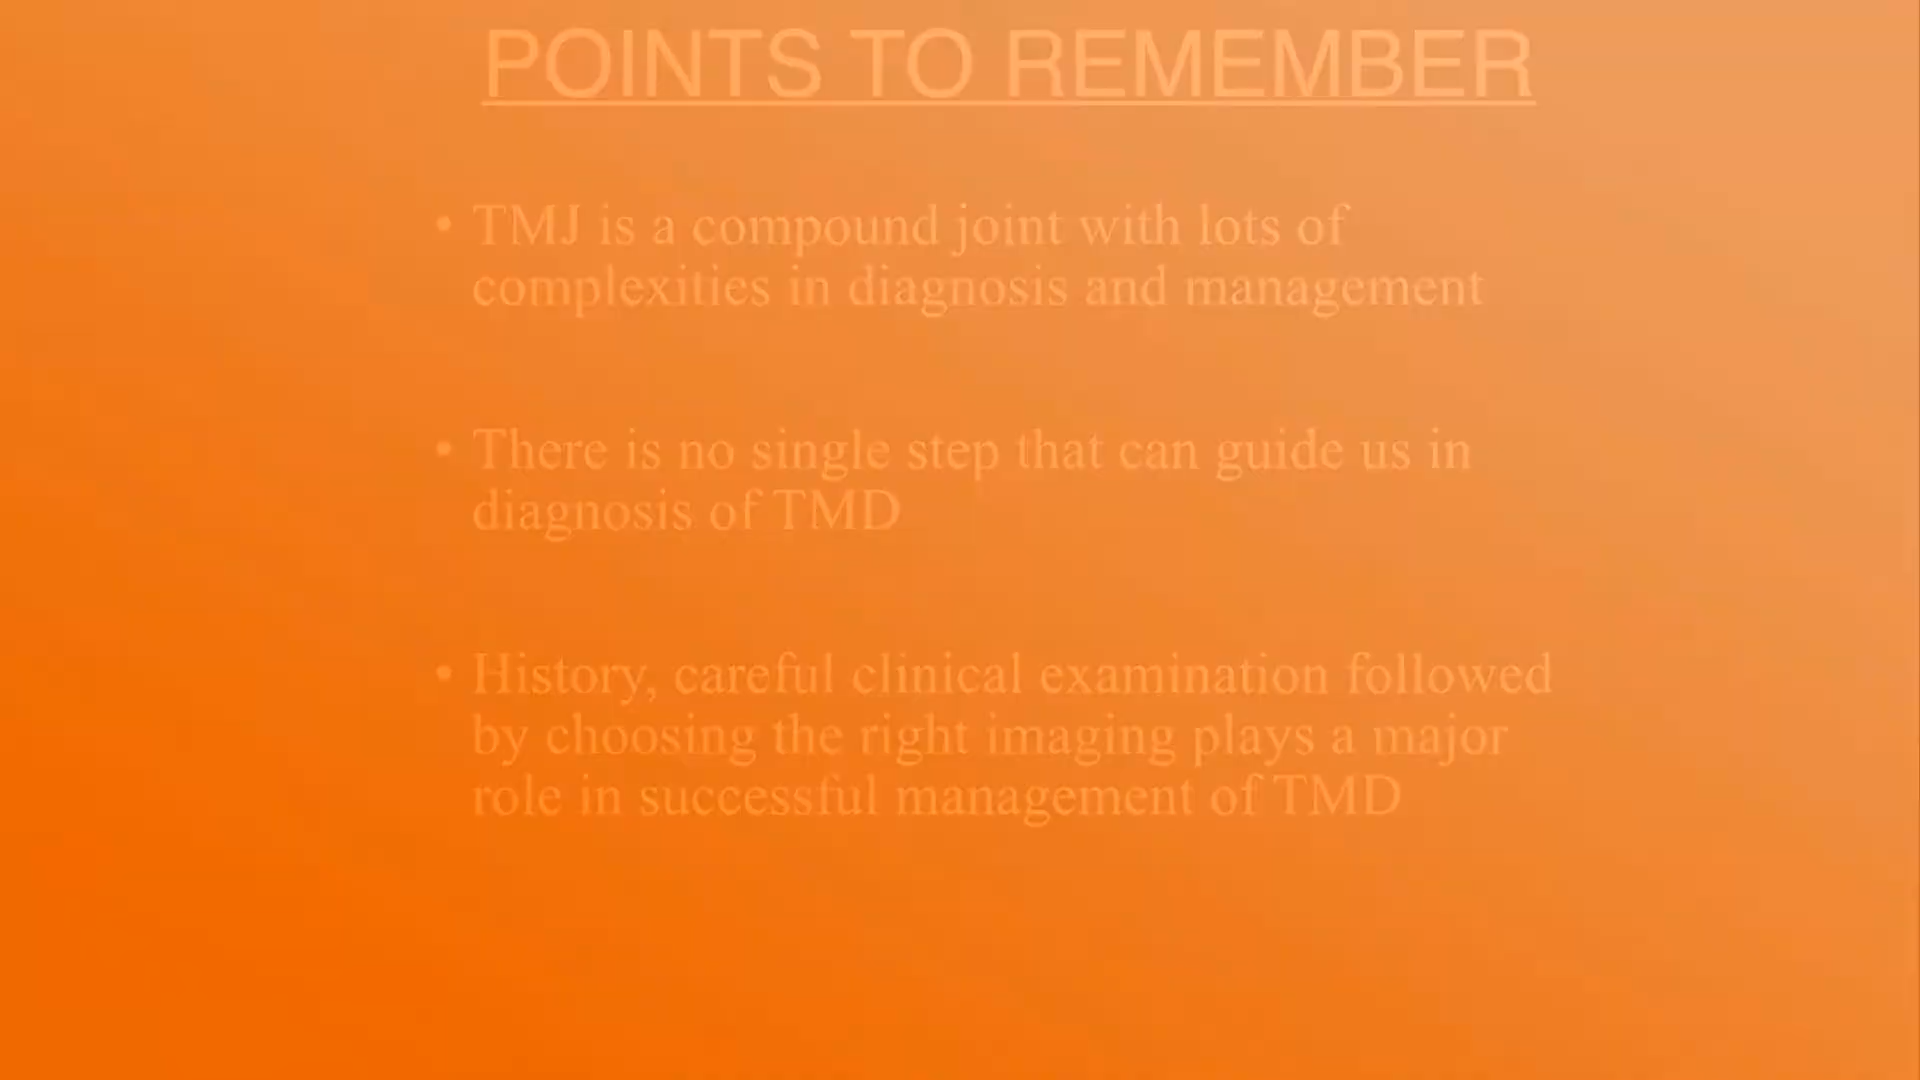 POINTS TO REMEMBER
• TMJ is a compound joint with lots of
complexities in diagnosis and management
• There is no single step that can guide us in
diagnosis of TMD
• History, careful clinical examination followed
by choosing the right imaging plays a major
role in successful management of TMD